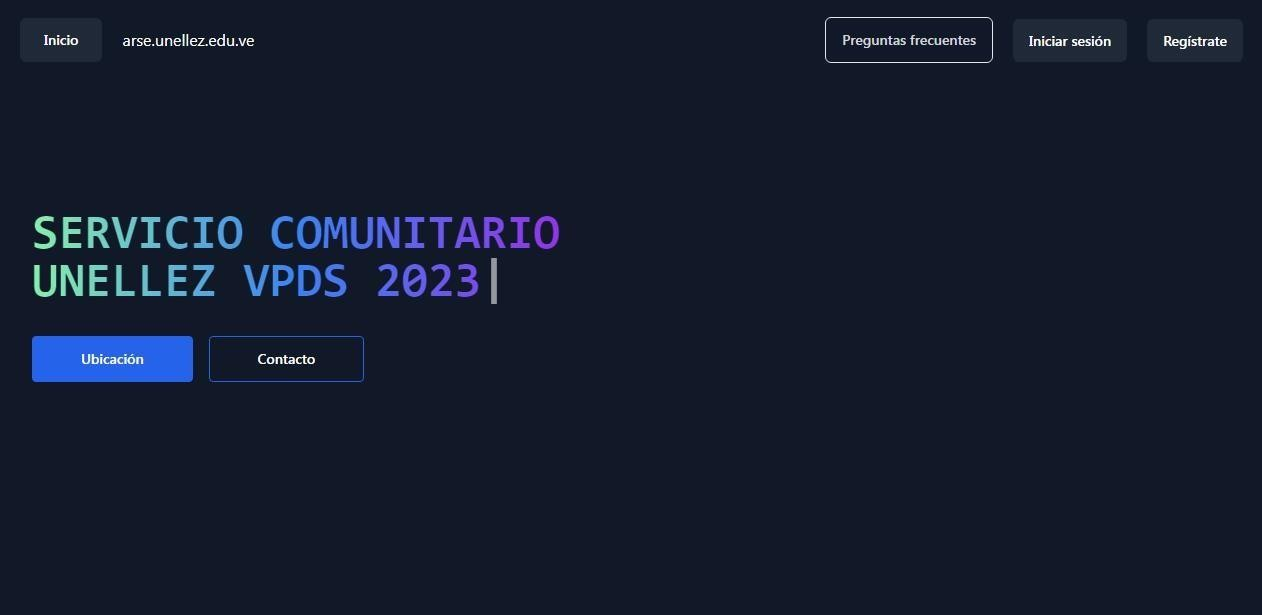 Inicio
arse.unellez.edu.ve
Preguntas frecuentes
Iniciar sesión
Regístrate
SERVICIO COMUNITARIO
UNELLEZ VPDS 2023
Ubicación
Contacto